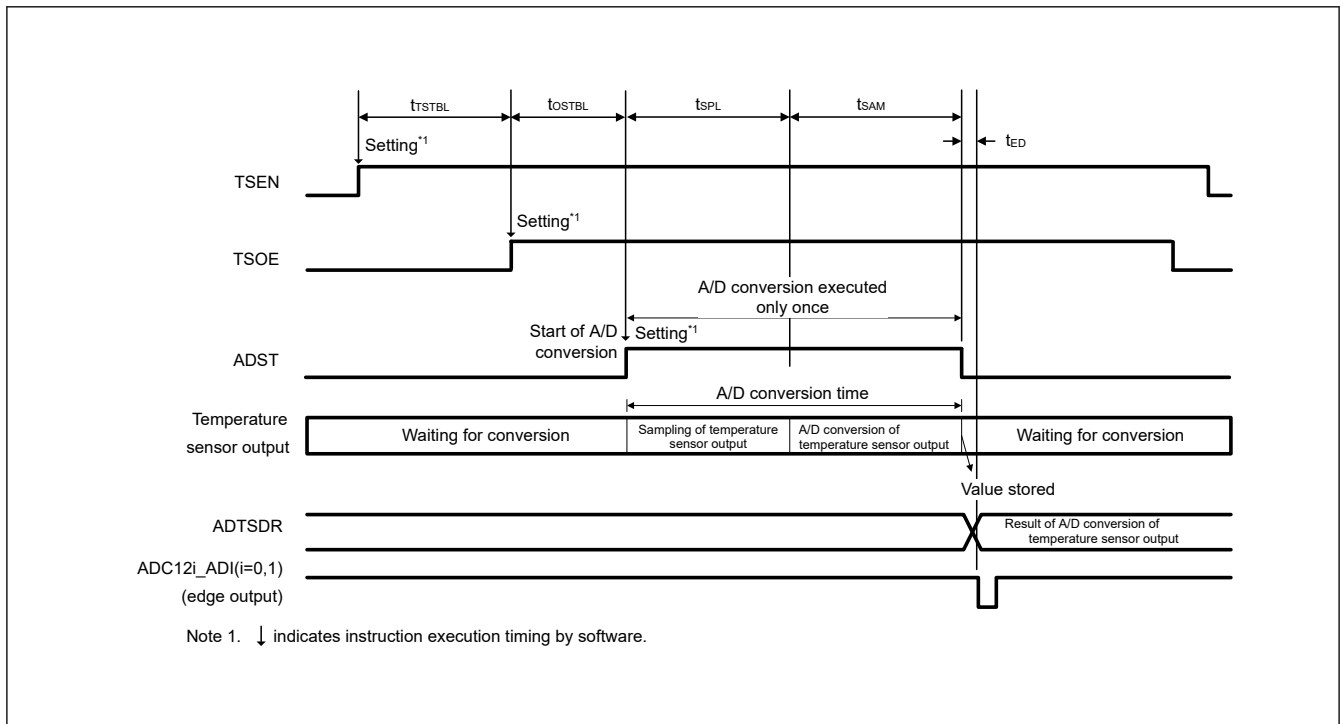 tTSTBL
tOSTBL
tSPL
tSAM
tED
Setting*1
TSEN
Setting*1
TSOE
A/D conversion executed
only once
Start of A/D
conversion
Setting*1
ADST
A/D conversion time
Temperature
sensor output
Waiting for conversion
Sampling of temperature
sensor output
A/D conversion of
temperature sensor output
Waiting for conversion
Value stored
ADTSDR
Result of A/D conversion of
temperature sensor output
ADC12i_ADI(i=0,1)
(edge output)
Note 1. ↓ indicates instruction execution timing by software.